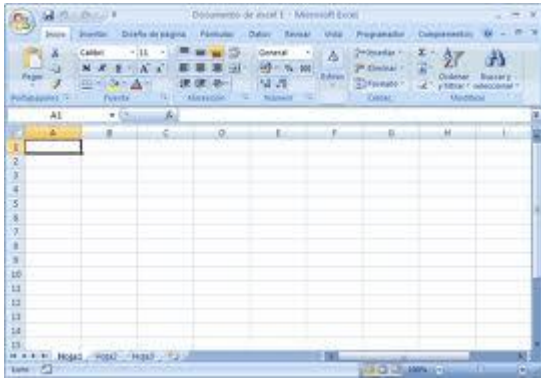 Documento de excel 1 - Microsoft Excel
Inicio Insertar Diseño de página Fórmulas Datos Revisar Vista Programador Complementos
Pegar
Calibri 11
General
Insertar
N K S
% 000
Eliminar
Estilos
Formato
Ordenar y filtrar
Buscar y seleccionar
Portapapeles Fuente Alineación Número Celdas Modificar
A1 fx
A B C D E F G H I
1
2
3
4
5
6
7
8
9
10
11
12
13
14
15
Hoja1 Hoja2 Hoja3
Listo 100%